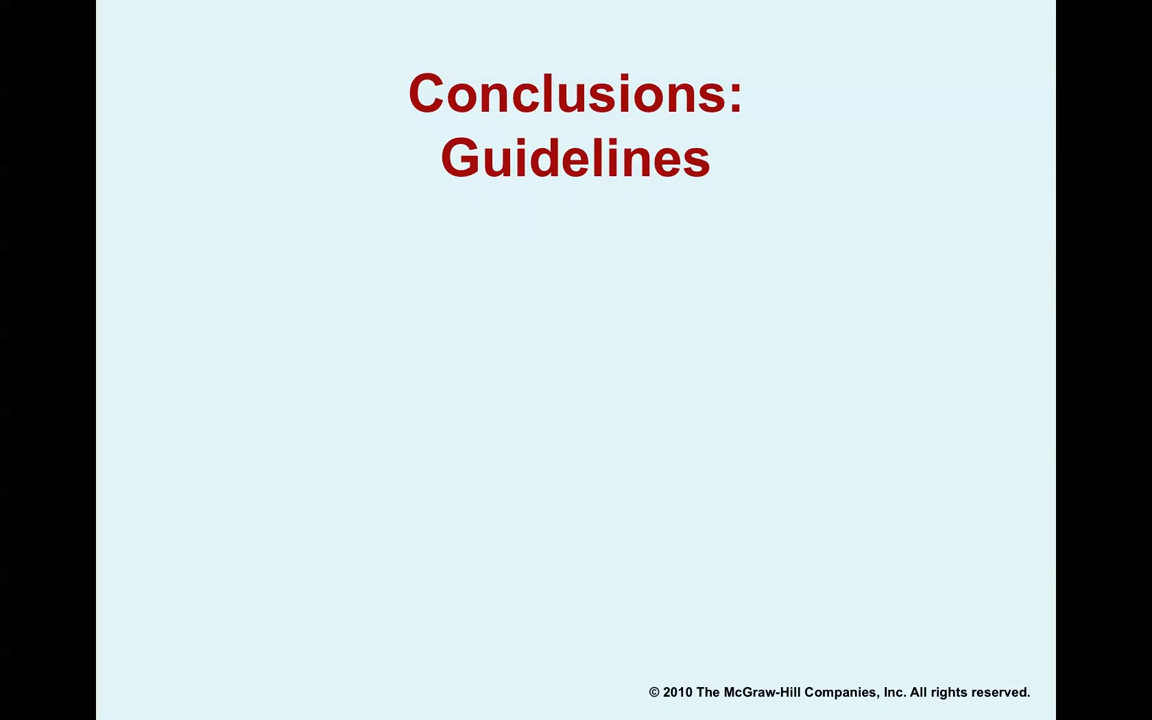 Conclusions:
Guidelines
© 2010 The McGraw-Hill Companies, Inc. All rights reserved.